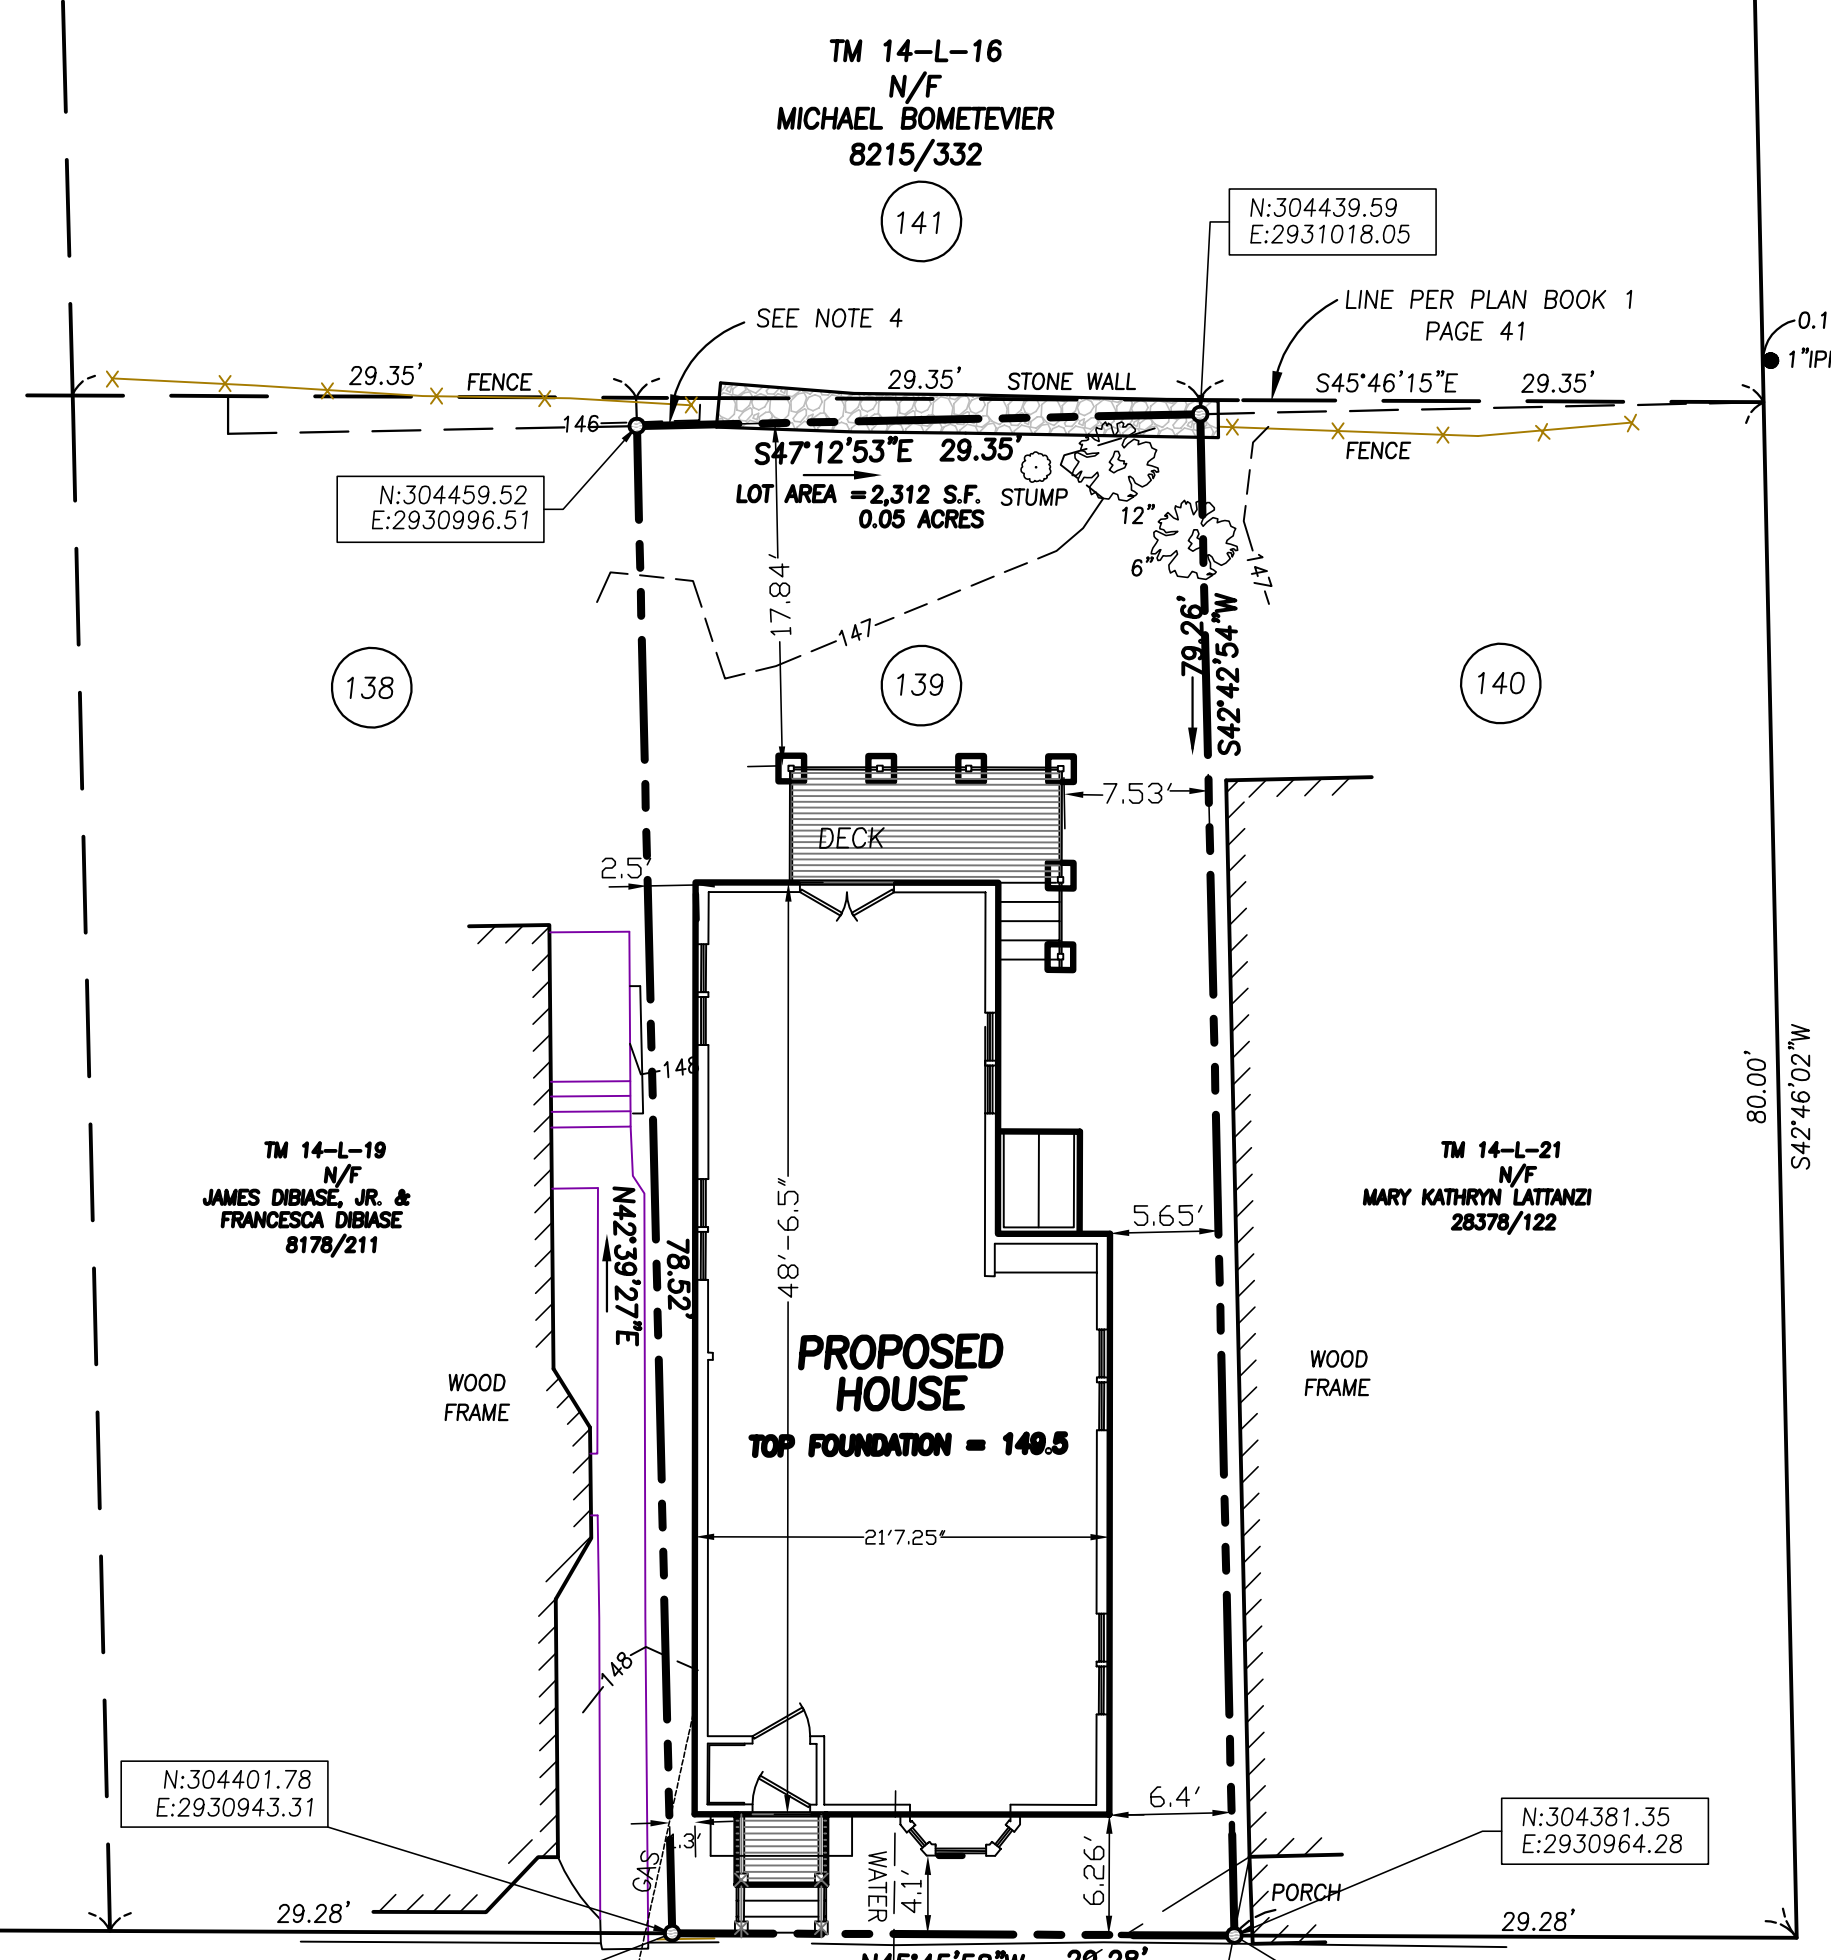 TM 14-L-16
N/F
MICHAEL BOMETEVIER
8215/332
141
N:304439.59
E:2931018.05
SEE NOTE 4
LINE PER PLAN BOOK 1
PAGE 41
0.1
1"IP
29.35'
FENCE
29.35'
STONE WALL
S45°46'15"E 29.35'
146
S47°12'53"E 29.35'
FENCE
N:304459.52
E:2930996.51
LOT AREA =2,312 S.F.
0.05 ACRES
STUMP
12"
6"
147
17.84'
147
79.26'
S42°42'54"W
138
139
140
7.53'
DECK
2.5'
148
80.00'
S42°46'02"W
TM 14-L-19
N/F
JAMES DIBIASE, JR. &
FRANCESCA DIBIASE
8178/211
N42°39'27"E
78.52'
48'-6.5"
5.65'
TM 14-L-21
N/F
MARY KATHRYN LATTANZI
28378/122
PROPOSED
HOUSE
TOP FOUNDATION = 149.5
WOOD
FRAME
WOOD
FRAME
21'7.25"
148
N:304401.78
E:2930943.31
6.4'
N:304381.35
E:2930964.28
.3'
GAS
WATER
4.1'
6.26'
PORCH
29.28'
29.28'
29.28'